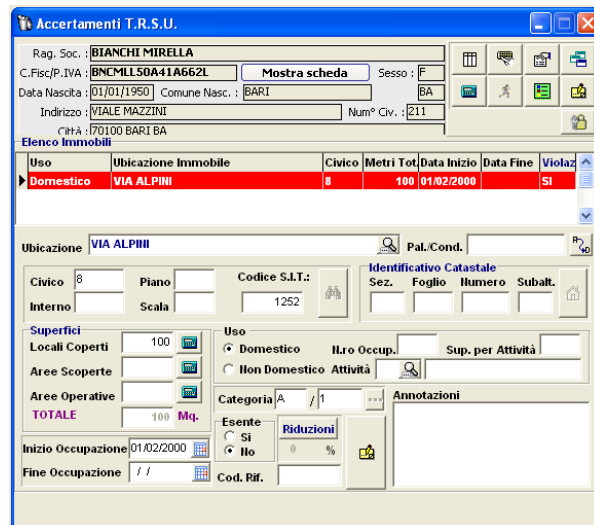 Accertamenti T.R.S.U.
Rag. Soc. : BIANCHI MIRELLA
C.Fisc/P.IVA : BNCMLL50A41A662L Mostra scheda Sesso : F
Data Nascita : 01/01/1950 Comune Nasc. : BARI BA
Indirizzo : VIALE MAZZINI Num° Civ. : 211
Città : 70100 BARI BA
Elenco Immobili
Uso Ubicazione Immobile Civico Metri Tot. Data Inizio Data Fine Violaz
Domestico VIA ALPINI 8 100 01/02/2000 SI
Ubicazione VIA ALPINI Pal./Cond.
Civico 8 Piano Codice S.I.T.: Identificativo Catastale
Sez. Foglio Numero Subalt.
Interno Scala 1252
Superfici Uso
Locali Coperti 100 Domestico N.ro Occup. Sup. per Attività
Aree Scoperte Non Domestico Attività
Aree Operative Categoria A / 1 ... Annotazioni
TOTALE 100 Mq. Esente Riduzioni
Si
No 0 %
Inizio Occupazione 01/02/2000
Fine Occupazione / / Cod. Rif.